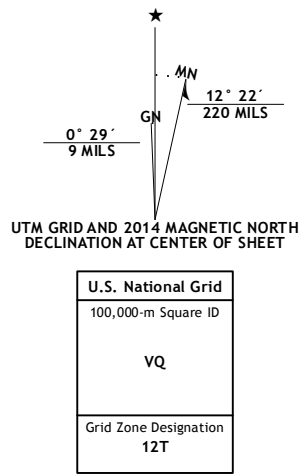 MN
GN
12° 22´
220 MILS
0° 29´
9 MILS
UTM GRID AND 2014 MAGNETIC NORTH
DECLINATION AT CENTER OF SHEET
U.S. National Grid
100,000-m Square ID
VQ
Grid Zone Designation
12T